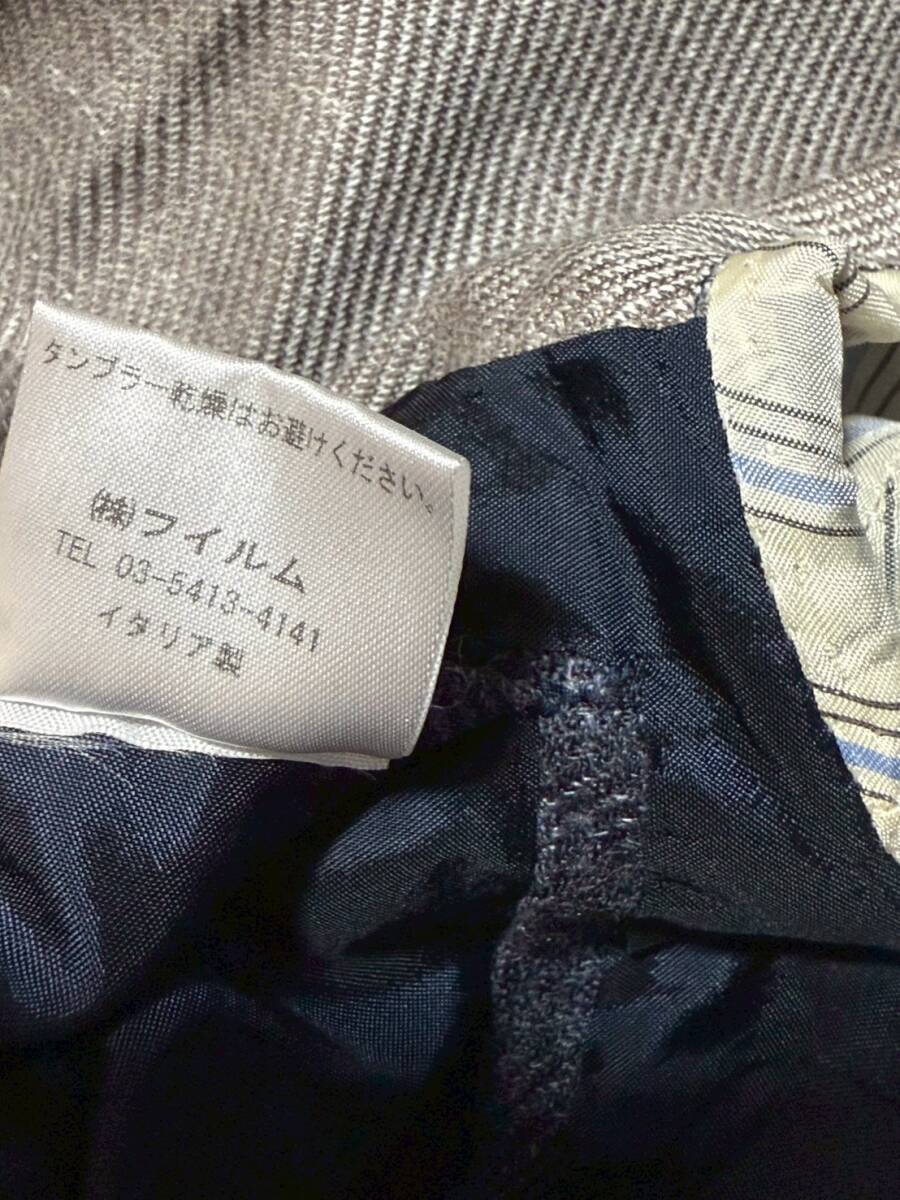 タンブラー乾燥はお避けください。
㈱フイルム
TEL 03-5413-4141
イタリア製